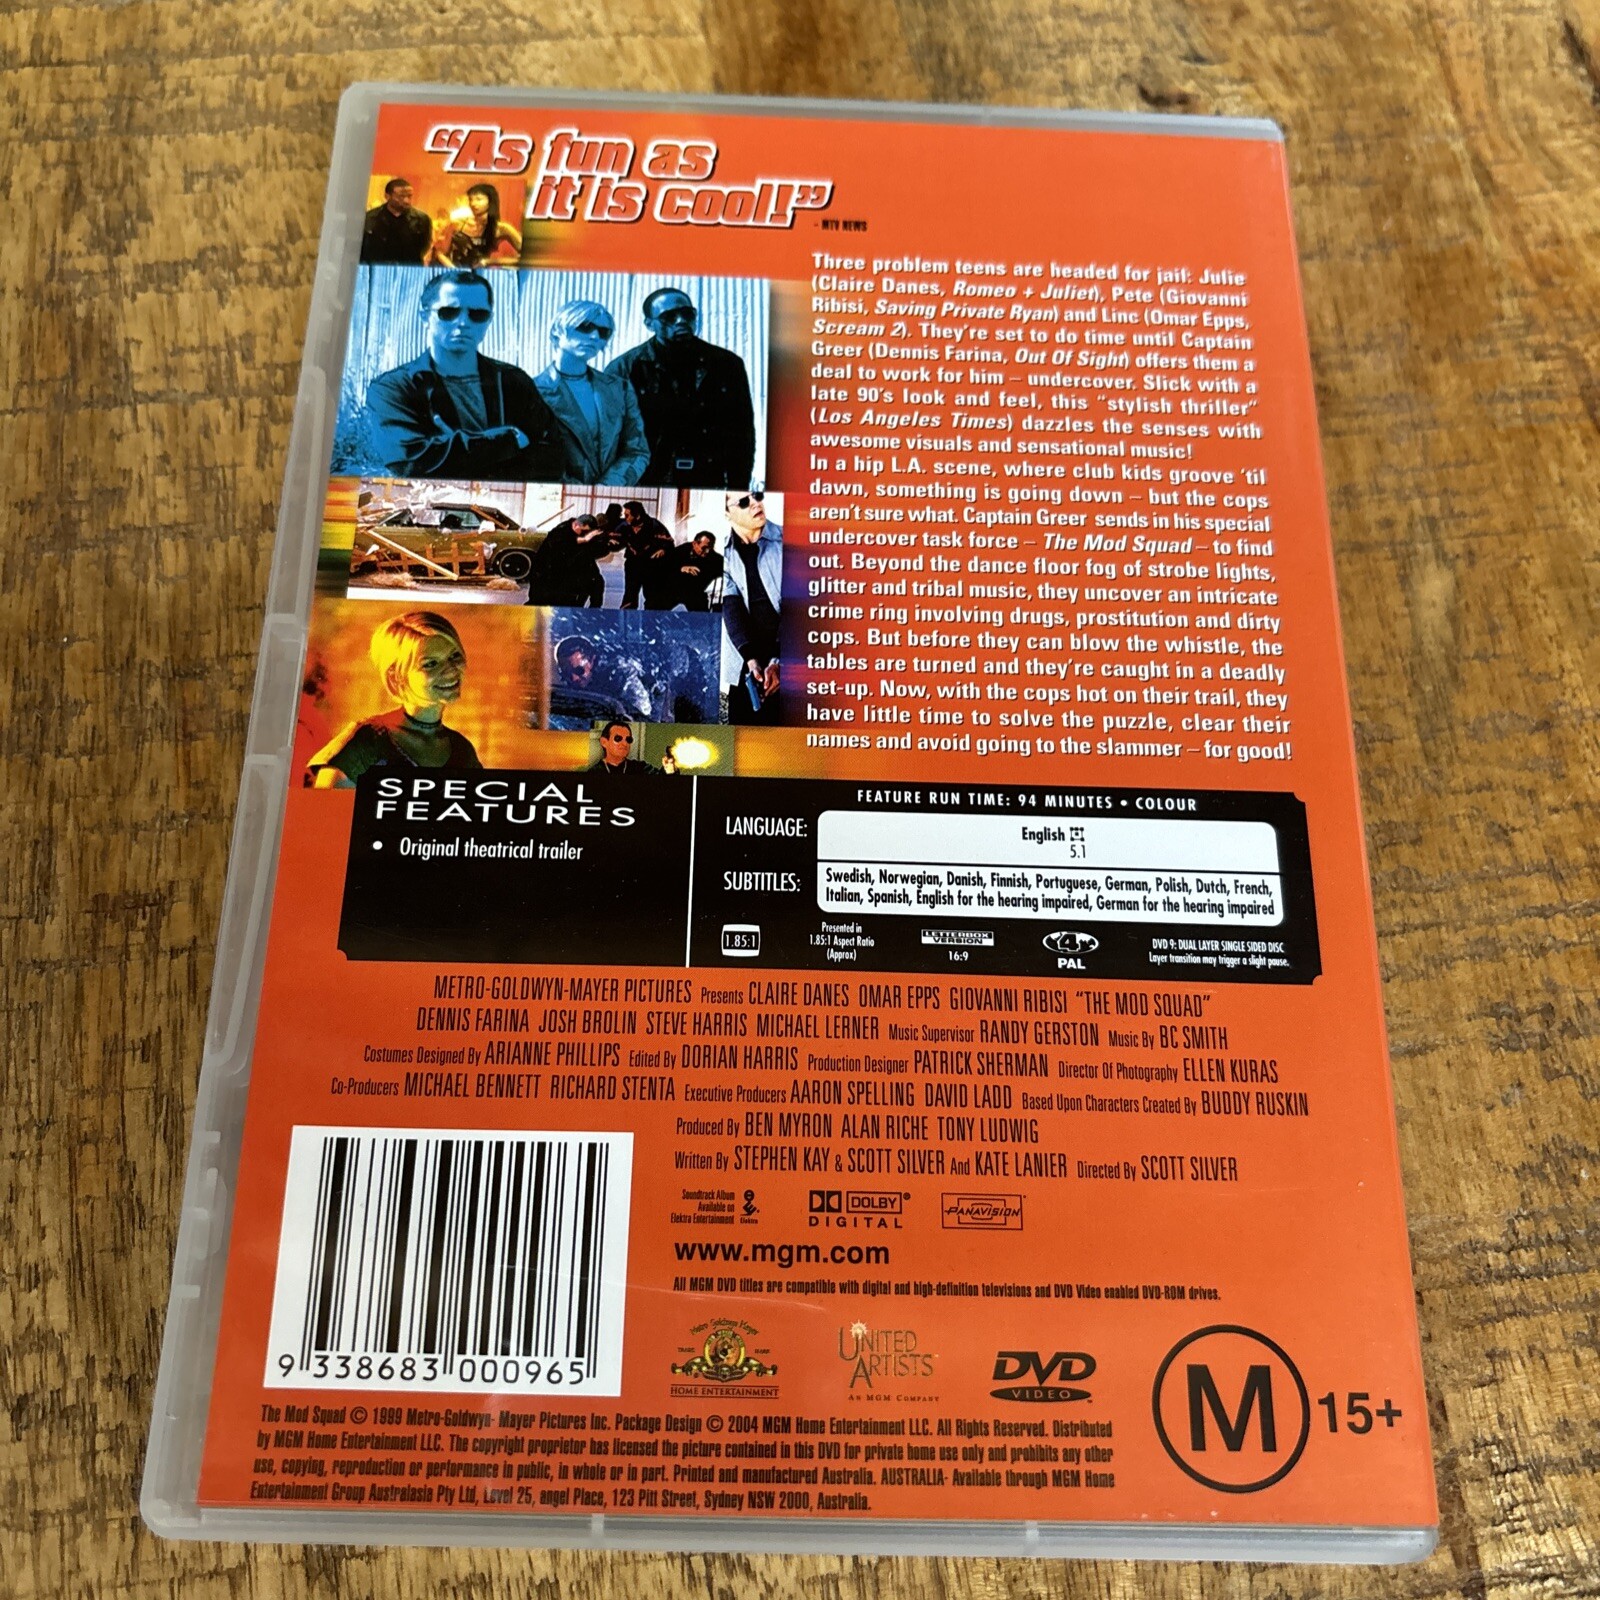 “As fun as
it is cool!”
- MTV NEWS
Three problem teens are headed for jail: Julie
(Claire Danes, Romeo + Juliet), Pete (Giovanni
Ribisi, Saving Private Ryan) and Linc (Omar Epps,
Scream 2). They're set to do time until Captain
Greer (Dennis Farina, Out Of Sight) offers them a
deal to work for him – undercover. Slick with a
late 90's look and feel, this “stylish thriller”
(Los Angeles Times) dazzles the senses with
awesome visuals and sensational music!
In a hip L.A. scene, where club kids groove 'til
dawn, something is going down – but the cops
aren't sure what. Captain Greer sends in his special
undercover task force – The Mod Squad – to find
out. Beyond the dance floor fog of strobe lights,
glitter and tribal music, they uncover an intricate
crime ring involving drugs, prostitution and dirty
cops. But before they can blow the whistle, the
tables are turned and they're caught in a deadly
set-up. Now, with the cops hot on their trail, they
have little time to solve the puzzle, clear their
names and avoid going to the slammer – for good!
SPECIAL
FEATURES
• Original theatrical trailer
FEATURE RUN TIME: 94 MINUTES • COLOUR
LANGUAGE:
English
5.1
SUBTITLES:
Swedish, Norwegian, Danish, Finnish, Portuguese, German, Polish, Dutch, French,
Italian, Spanish, English for the hearing impaired, German for the hearing impaired
1.85:1
Presented in
1.85:1 Aspect Ratio
(Approx)
LETTERBOX
VERSION
16:9
4
PAL
DVD 9: DUAL LAYER SINGLE SIDED DISC
Layer transition may trigger a slight pause.
METRO-GOLDWYN-MAYER PICTURES Presents CLAIRE DANES OMAR EPPS GIOVANNI RIBISI “THE MOD SQUAD”
DENNIS FARINA JOSH BROLIN STEVE HARRIS MICHAEL LERNER Music Supervisor RANDY GERSTON Music By BC SMITH
Costumes Designed By ARIANNE PHILLIPS Edited By DORIAN HARRIS Production Designer PATRICK SHERMAN Director Of Photography ELLEN KURAS
Co-Producers MICHAEL BENNETT RICHARD STENTA Executive Producers AARON SPELLING DAVID LADD Based Upon Characters Created By BUDDY RUSKIN
Produced By BEN MYRON ALAN RICHE TONY LUDWIG
Written By STEPHEN KAY & SCOTT SILVER And KATE LANIER Directed By SCOTT SILVER
Soundtrack Album
Available on
Elektra Entertainment
Elektra
DOLBY®
DIGITAL
PANAVISION®
www.mgm.com
All MGM DVD titles are compatible with digital and high-definition televisions and DVD Video enabled DVD-ROM drives.
Metro Goldwyn Mayer
TRADE MARK
HOME ENTERTAINMENT
UNITED
ARTISTS
AN MGM COMPANY
DVD
VIDEO
M 15+
9 338683 000965
The Mod Squad © 1999 Metro-Goldwyn- Mayer Pictures Inc. Package Design © 2004 MGM Home Entertainment LLC. All Rights Reserved. Distributed
by MGM Home Entertainment LLC. The copyright proprietor has licensed the picture contained in this DVD for private home use only and prohibits any other
use, copying, reproduction or performance in public, in whole or in part. Printed and manufactured Australia. AUSTRALIA- Available through MGM Home
Entertainment Group Australasia Pty Ltd, Level 25, angel Place, 123 Pitt Street, Sydney NSW 2000, Australia.